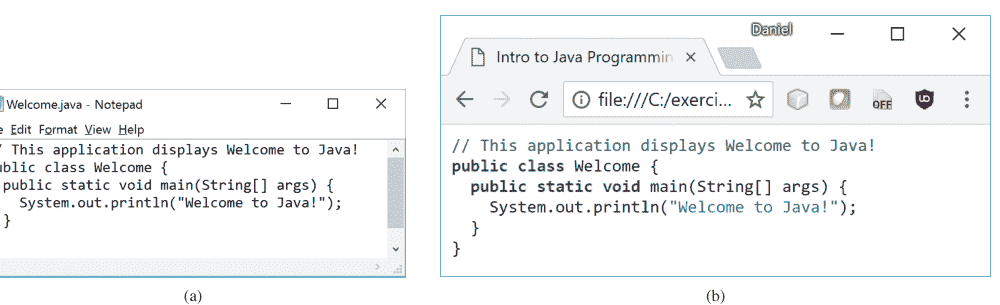 Welcome.java - Notepad
e Edit Format View Help
/ This application displays Welcome to Java!
ublic class Welcome {
public static void main(String[] args) {
System.out.println("Welcome to Java!");
}
(a)
Daniel
Intro to Java Programmin
file:///C:/exerci...
OFF
// This application displays Welcome to Java!
public class Welcome {
public static void main(String[] args) {
System.out.println("Welcome to Java!");
}
}
(b)